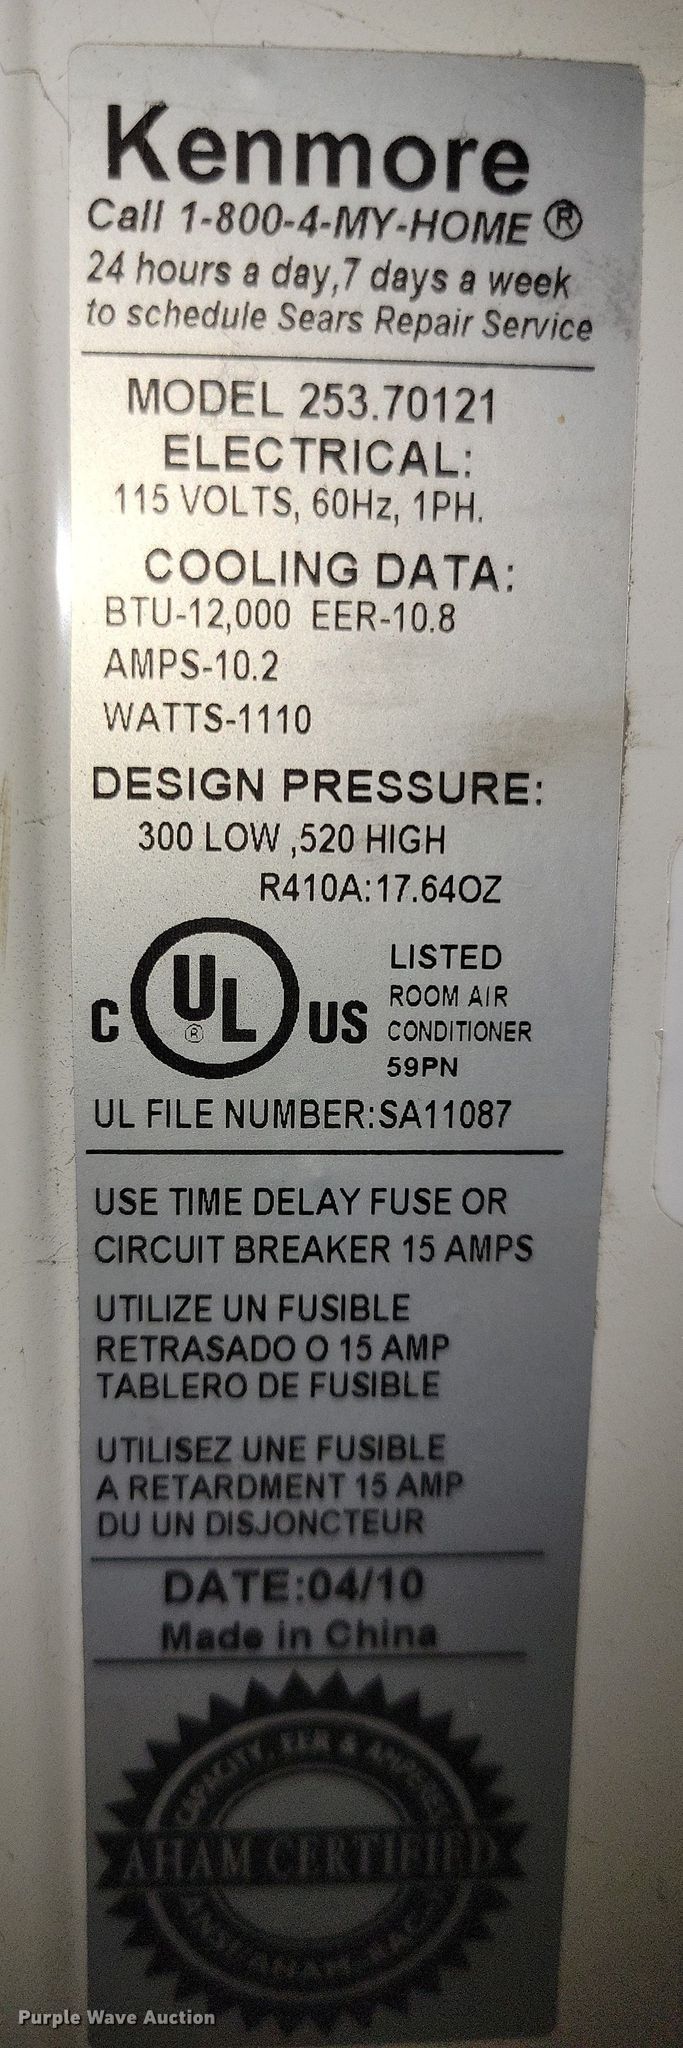 Kenmore
Call 1-800-4-MY-HOME ®
24 hours a day,7 days a week
to schedule Sears Repair Service
MODEL 253.70121
ELECTRICAL:
115 VOLTS, 60Hz, 1PH.
COOLING DATA:
BTU-12,000 EER-10.8
AMPS-10.2
WATTS-1110
DESIGN PRESSURE:
300 LOW ,520 HIGH
R410A:17.64OZ
C UL ® US
LISTED
ROOM AIR
CONDITIONER
59PN
UL FILE NUMBER:SA11087
USE TIME DELAY FUSE OR
CIRCUIT BREAKER 15 AMPS
UTILIZE UN FUSIBLE
RETRASADO O 15 AMP
TABLERO DE FUSIBLE
UTILISEZ UNE FUSIBLE
A RETARDMENT 15 AMP
DU UN DISJONCTEUR
DATE:04/10
Made in China
CAPACITY, EER & AMPERES
AHAM CERTIFIED
Purple Wave Auction